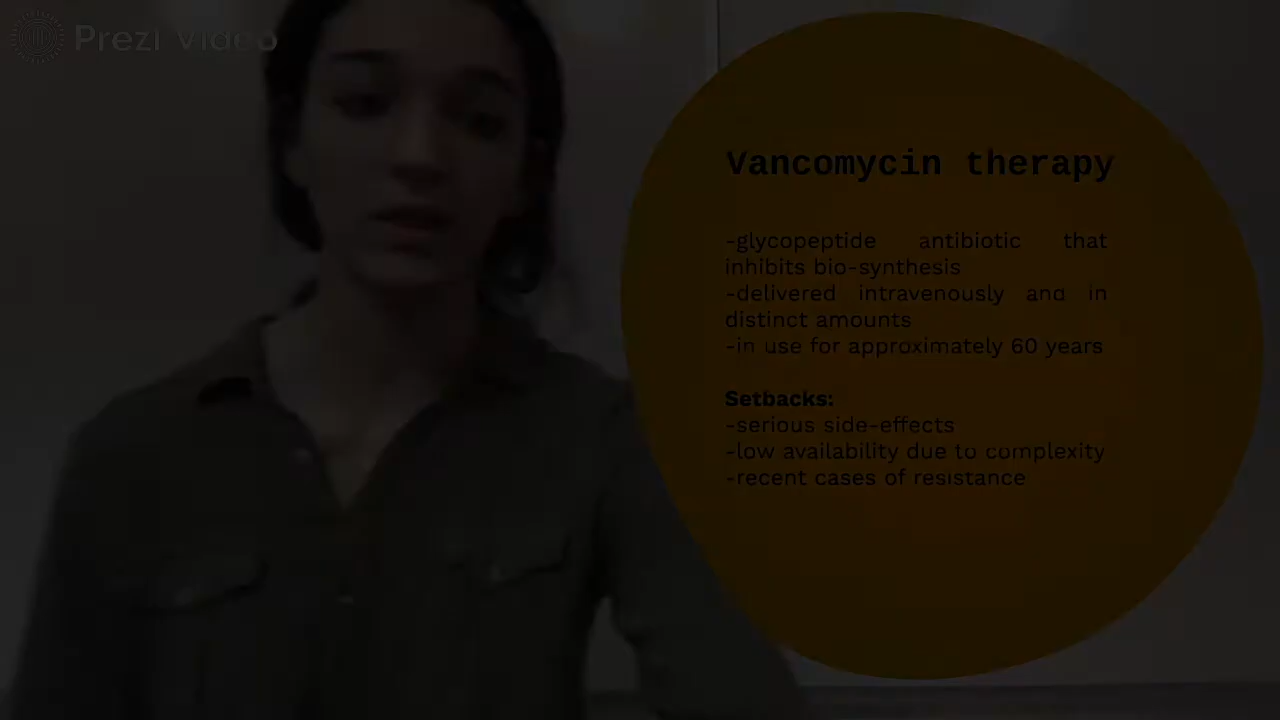 Prezi Video
Vancomycin therapy
-glycopeptide antibiotic that
inhibits bio-synthesis
-delivered intravenously and in
distinct amounts
-in use for approximately 60 years
Setbacks:
-serious side-effects
-low availability due to complexity
-recent cases of resistance